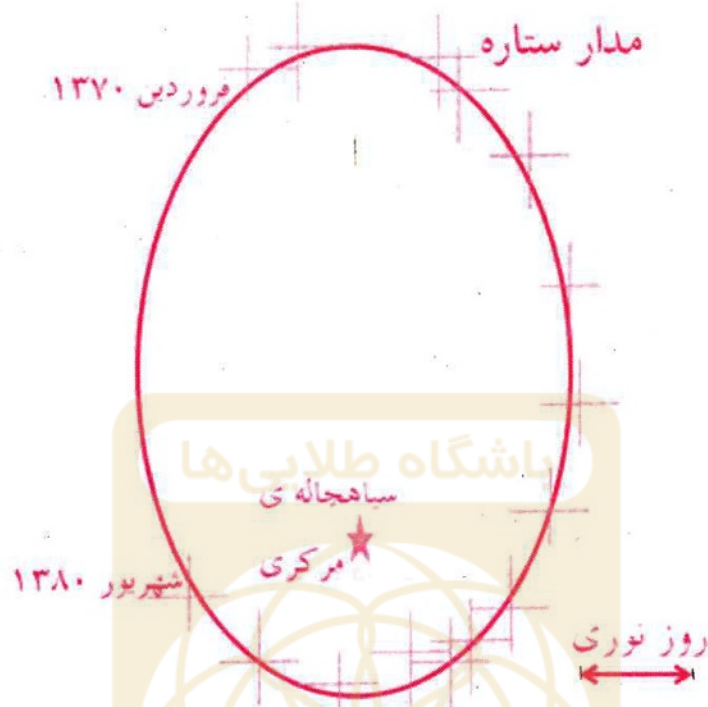 مدار ستاره
فروردین ۱۳۷۰
باشگاه طلایی‌ها
سیاهچاله ی
مرکزی
شهریور ۱۳۸۰
روز نوری